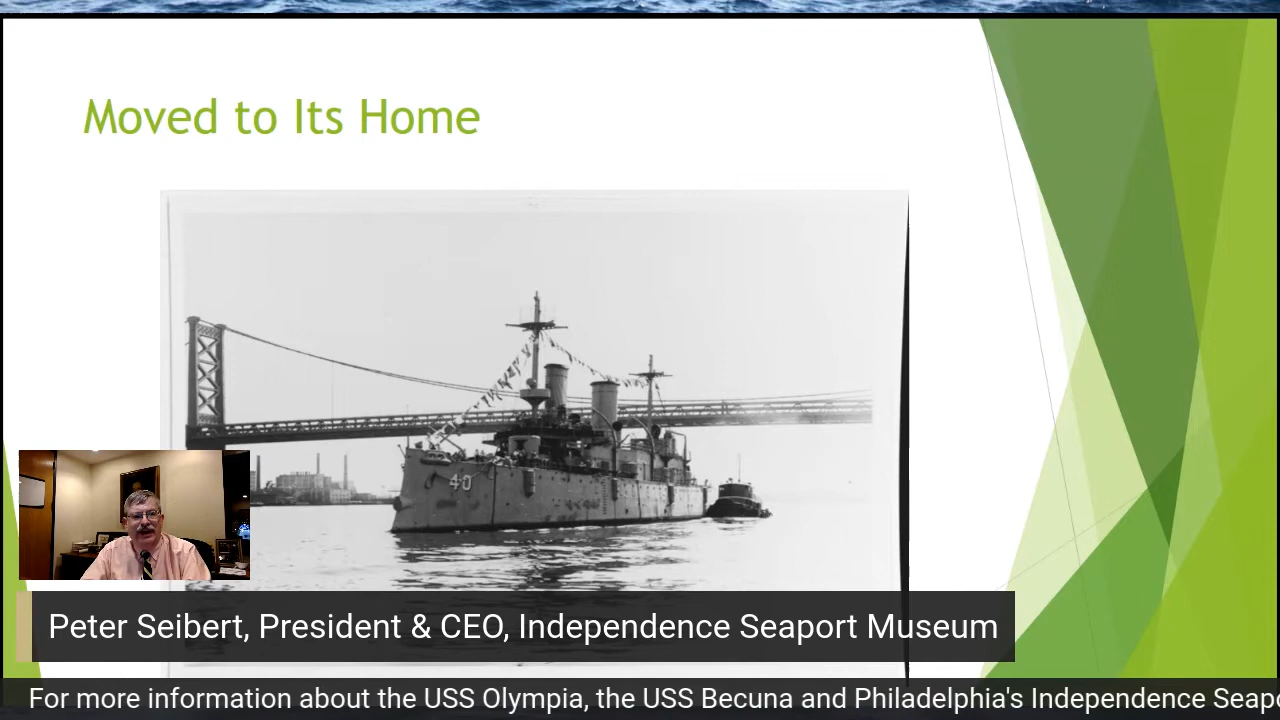 Moved to Its Home
40
Peter Seibert, President & CEO, Independence Seaport Museum
For more information about the USS Olympia, the USS Becuna and Philadelphia's Independence Seapo